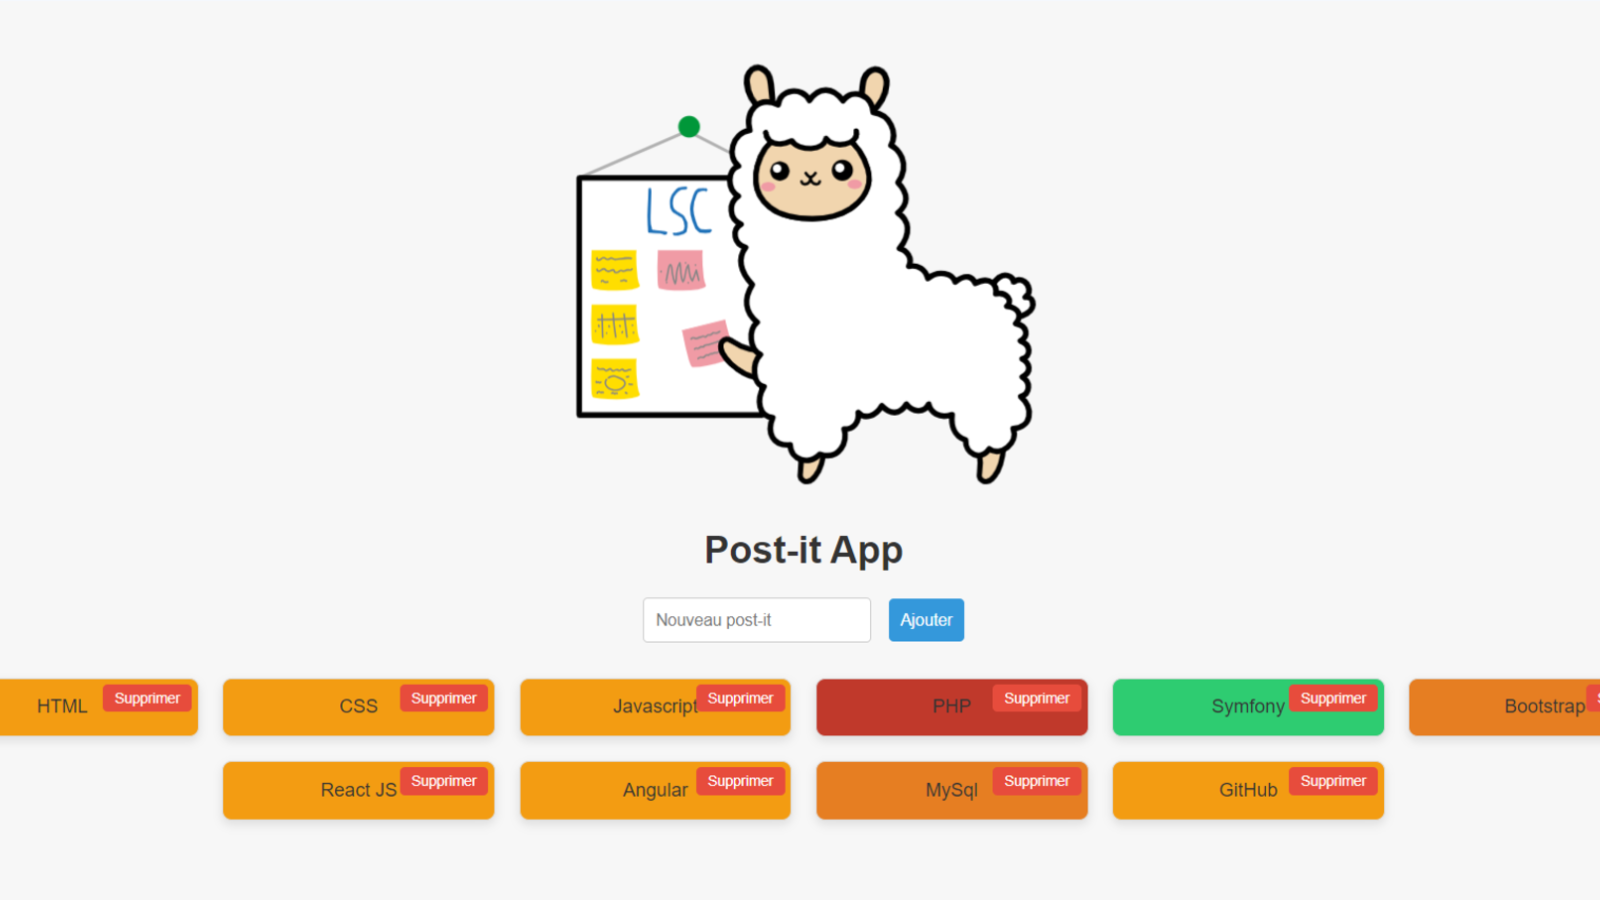 LSC
Post-it App
Nouveau post-it
Ajouter
HTML Supprimer
CSS Supprimer
Javascript Supprimer
PHP Supprimer
Symfony Supprimer
Bootstrap
React JS Supprimer
Angular Supprimer
MySql Supprimer
GitHub Supprimer